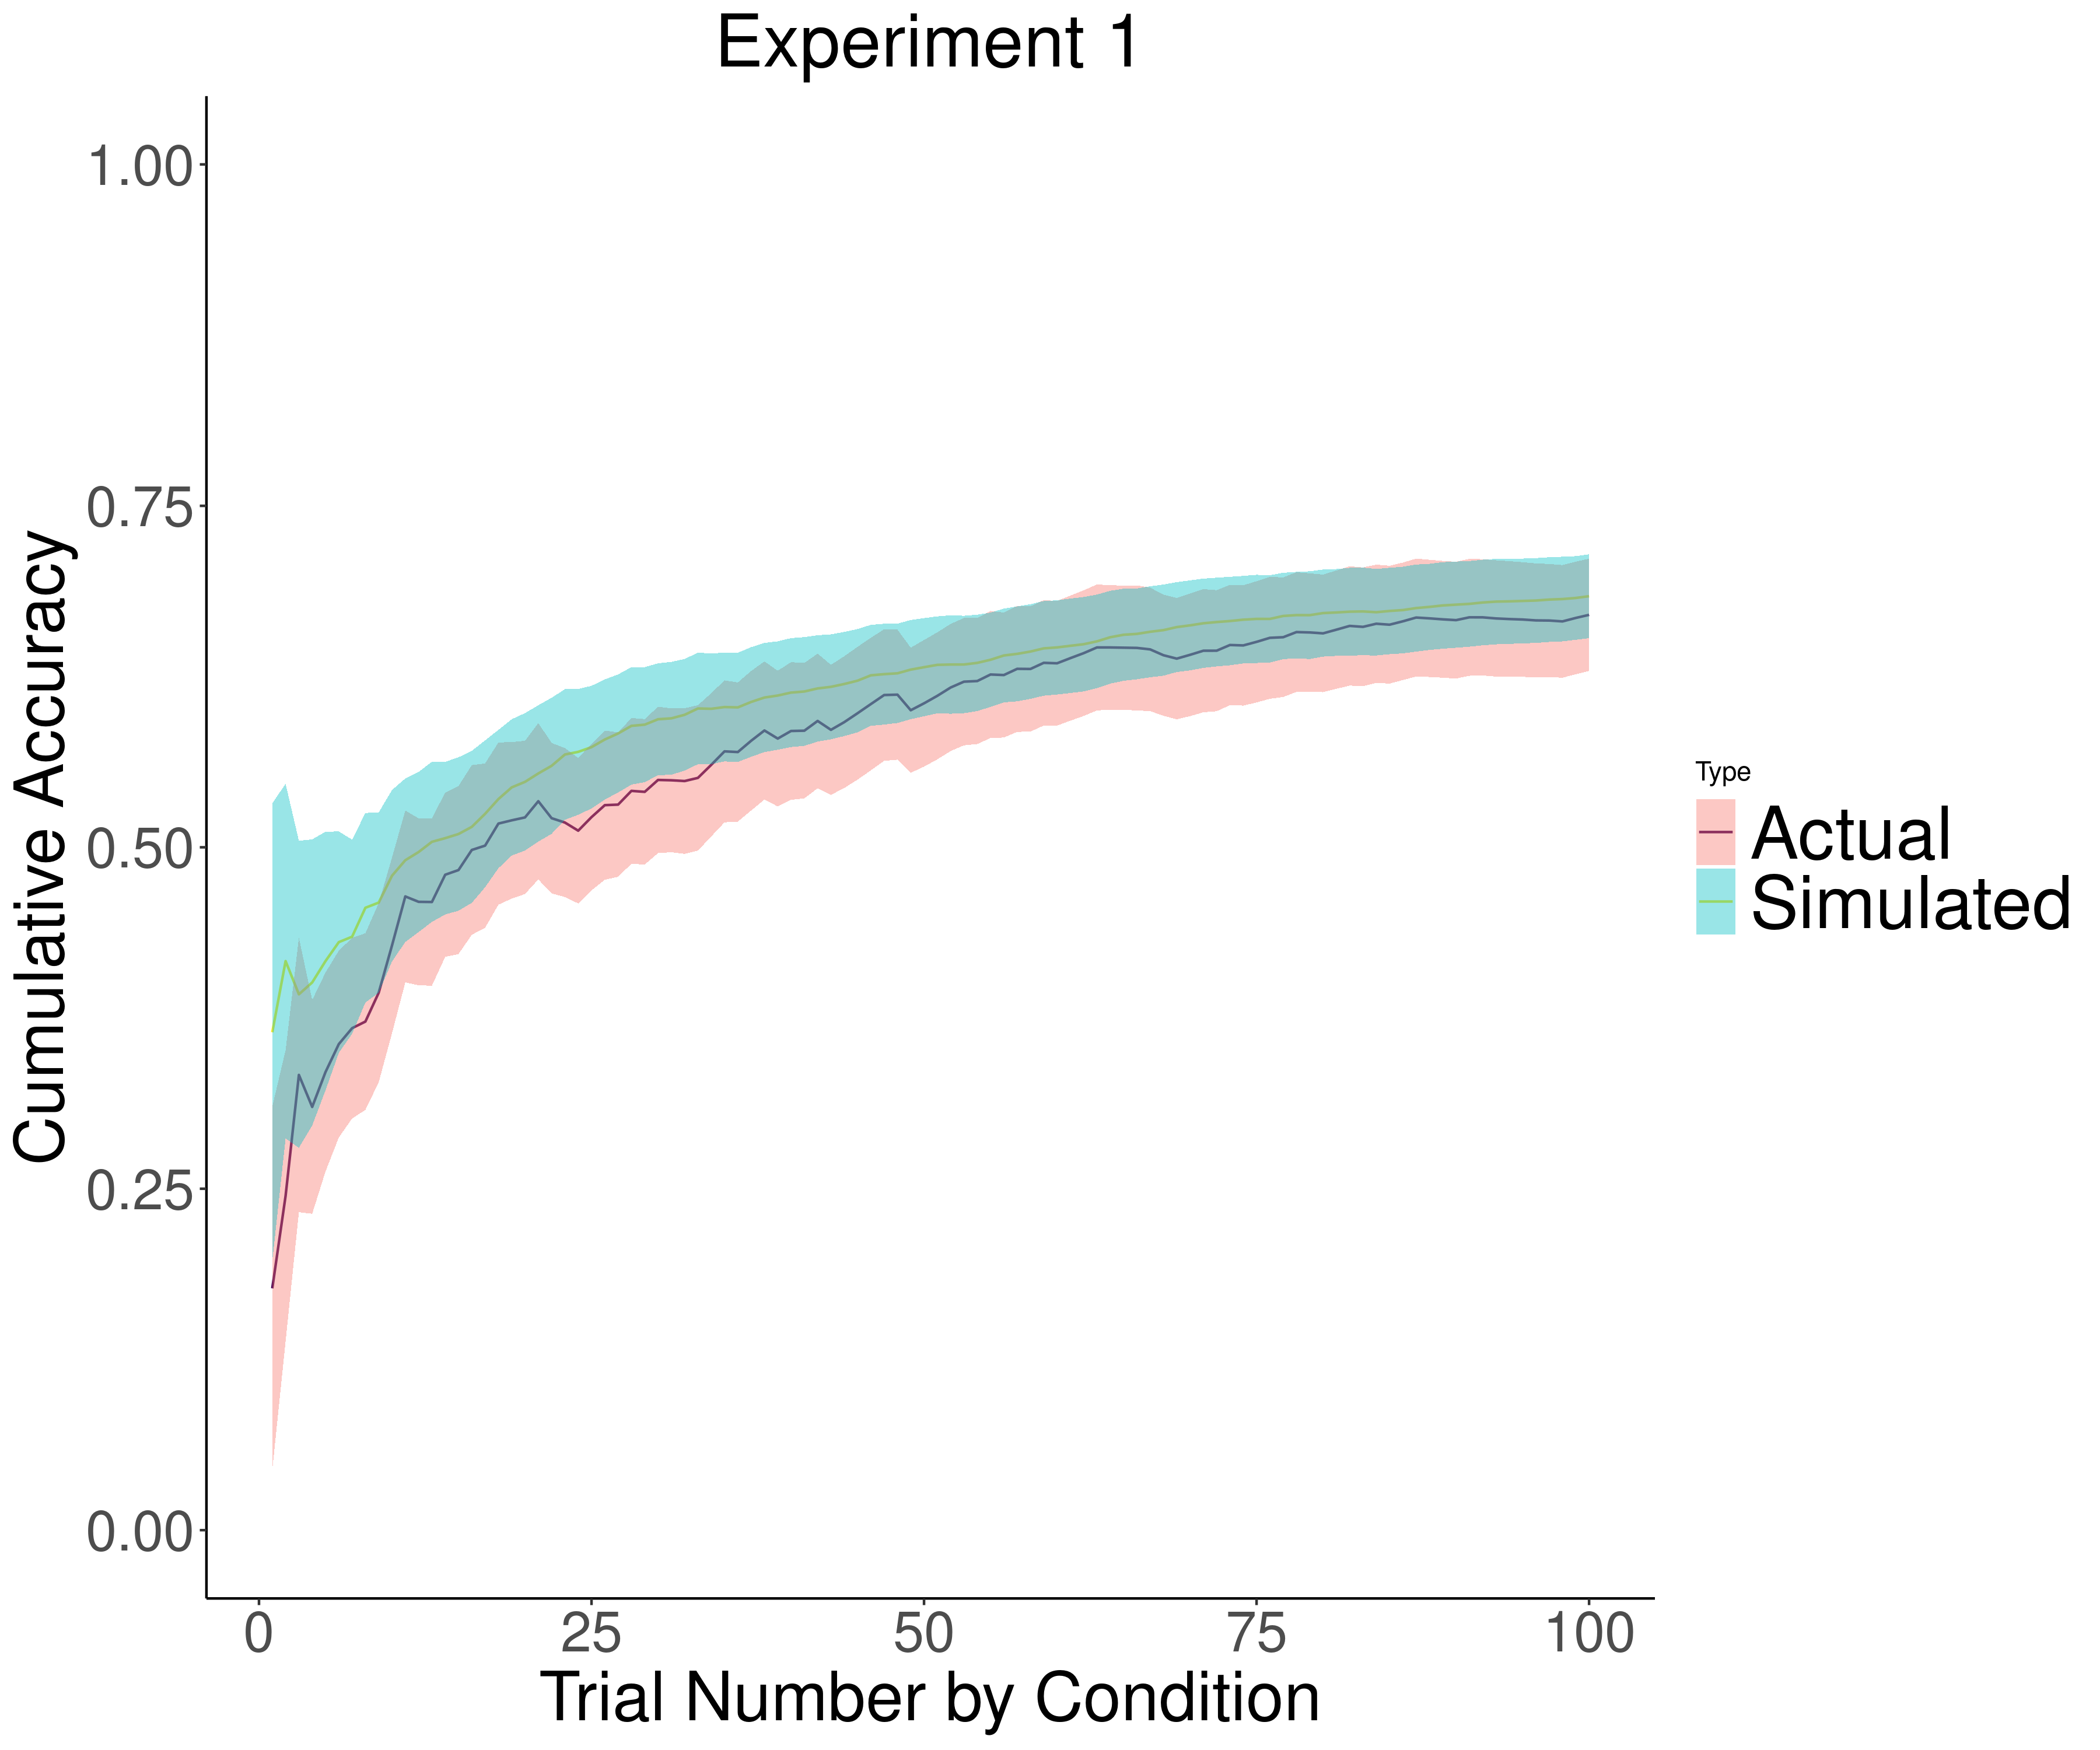 Experiment 1
1.00
0.75
0.50
0.25
0.00
Cumulative Accuracy
0 25 50 75 100
Trial Number by Condition
Type
Actual
Simulated